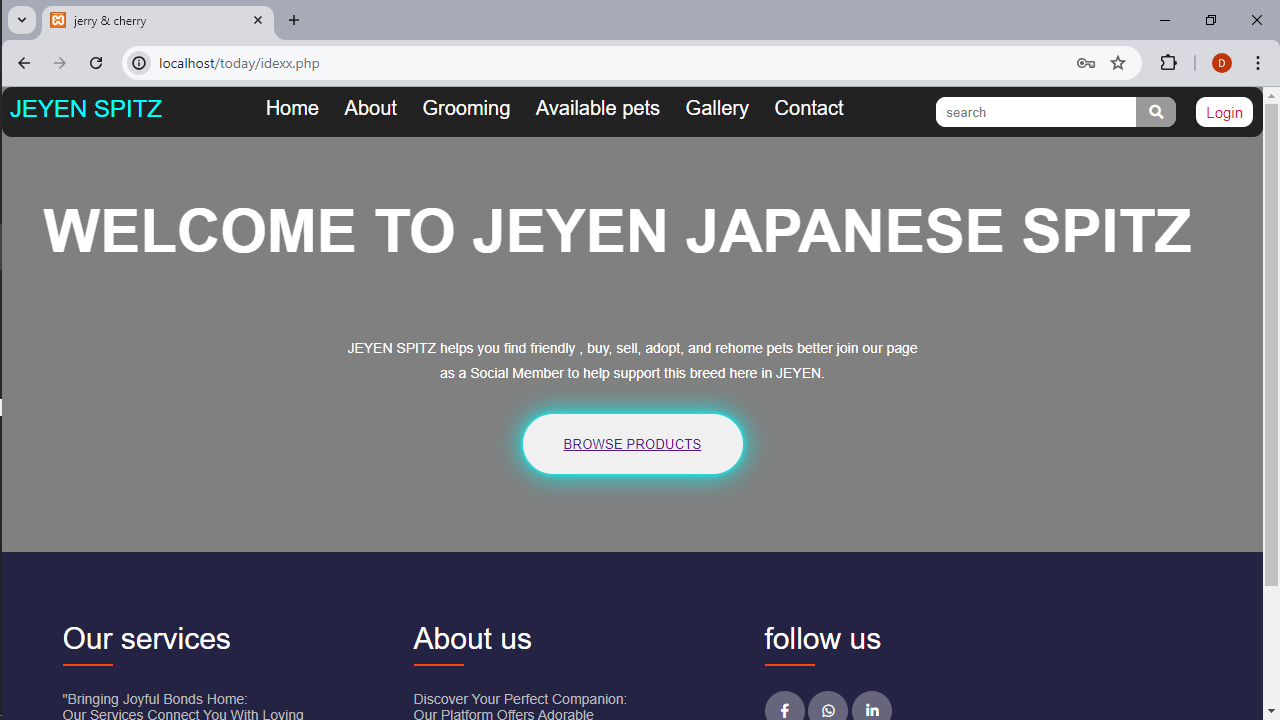 jerry & cherry
localhost/today/idexx.php
D
JEYEN SPITZ
Home About Grooming Available pets Gallery Contact
search
Login
WELCOME TO JEYEN JAPANESE SPITZ
JEYEN SPITZ helps you find friendly , buy, sell, adopt, and rehome pets better join our page
as a Social Member to help support this breed here in JEYEN.
BROWSE PRODUCTS
Our services
"Bringing Joyful Bonds Home:
Our Services Connect You With Loving
About us
Discover Your Perfect Companion:
Our Platform Offers Adorable
follow us